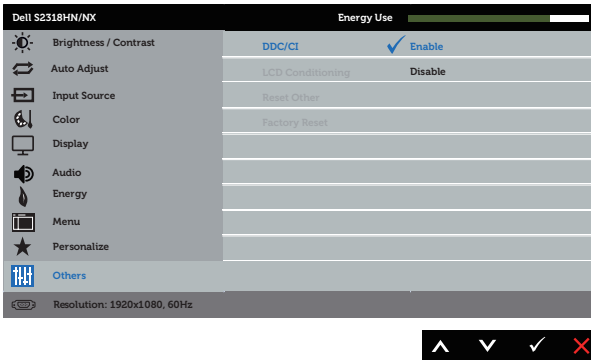 Dell S2318HN/NX Energy Use
Brightness / Contrast
Auto Adjust
Input Source
Color
Display
Audio
Energy
Menu
Personalize
Others
DDC/CI Enable
LCD Conditioning Disable
Reset Other
Factory Reset
Resolution: 1920x1080, 60Hz